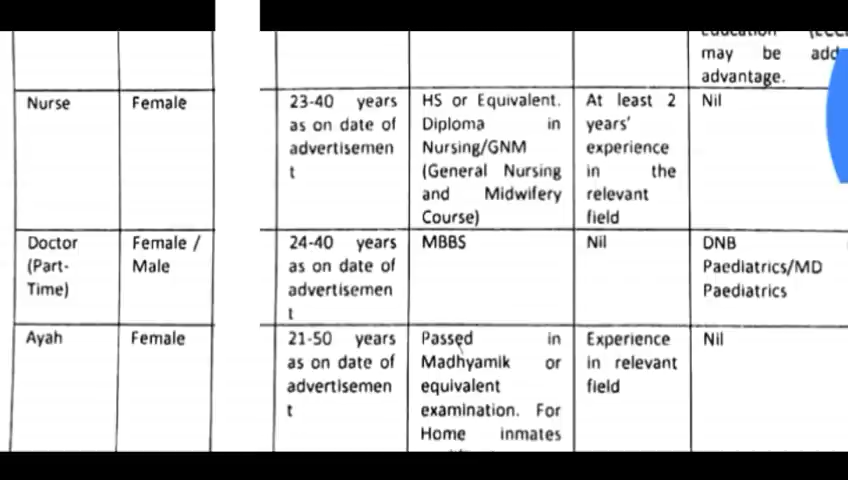 Education (ECCE)
may be add
advantage.
Nurse
Female
23-40 years
as on date of
advertisemen
t
HS or Equivalent.
Diploma in
Nursing/GNM
(General Nursing
and Midwifery
Course)
At least 2
years'
experience
in the
relevant
field
Nil
Doctor
(Part-
Time)
Female /
Male
24-40 years
as on date of
advertisemen
t
MBBS
Nil
DNB
Paediatrics/MD
Paediatrics
Ayah
Female
21-50 years
as on date of
advertisemen
t
Passed in
Madhyamik or
equivalent
examination. For
Home inmates
Experience
in relevant
field
Nil